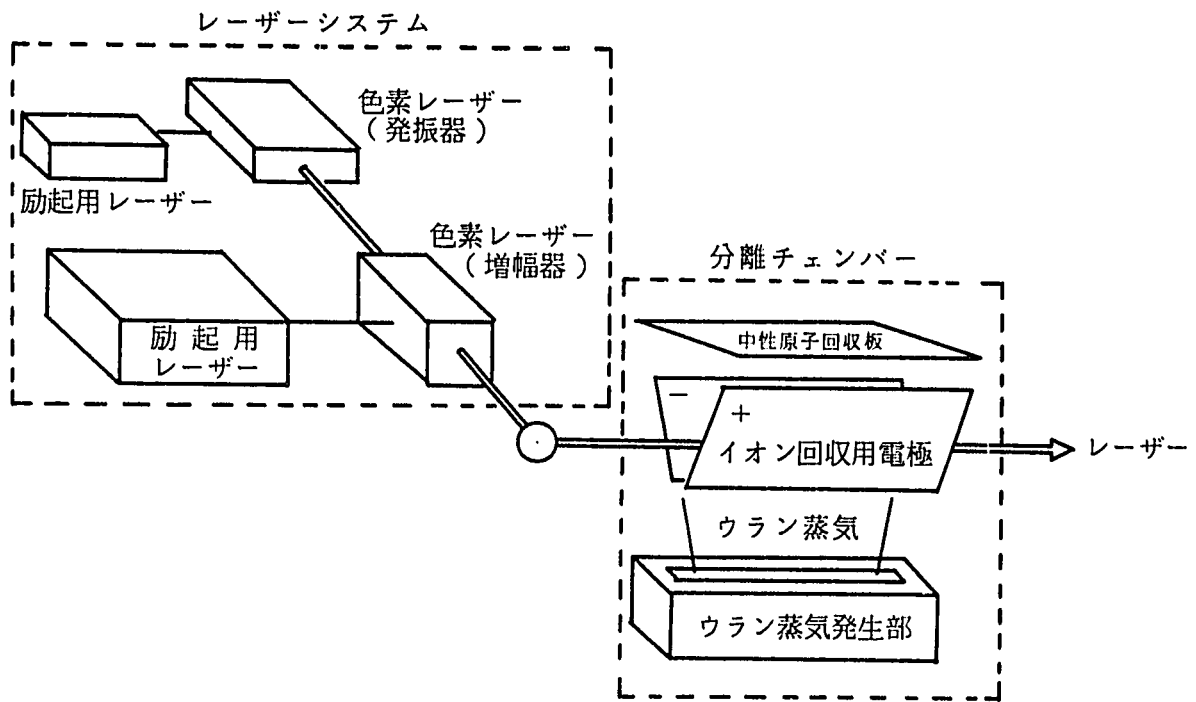 レーザーシステム
色素レーザー
(発振器)
励起用レーザー
色素レーザー
(増幅器)
励起用
レーザー
分離チェンバー
中性原子回収板
−
+
イオン回収用電極
レーザー
ウラン蒸気
ウラン蒸気発生部